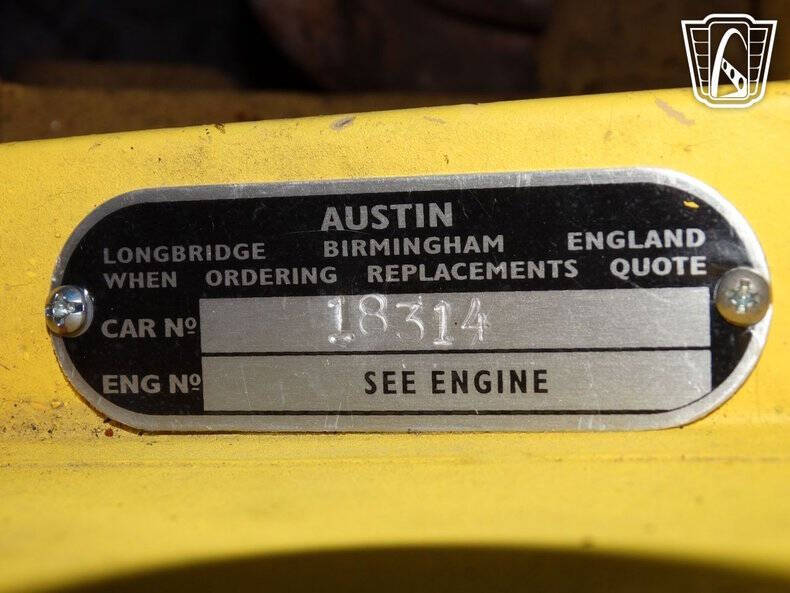 AUSTIN
LONGBRIDGE BIRMINGHAM ENGLAND
WHEN ORDERING REPLACEMENTS QUOTE
CAR Nº 18314
ENG Nº SEE ENGINE